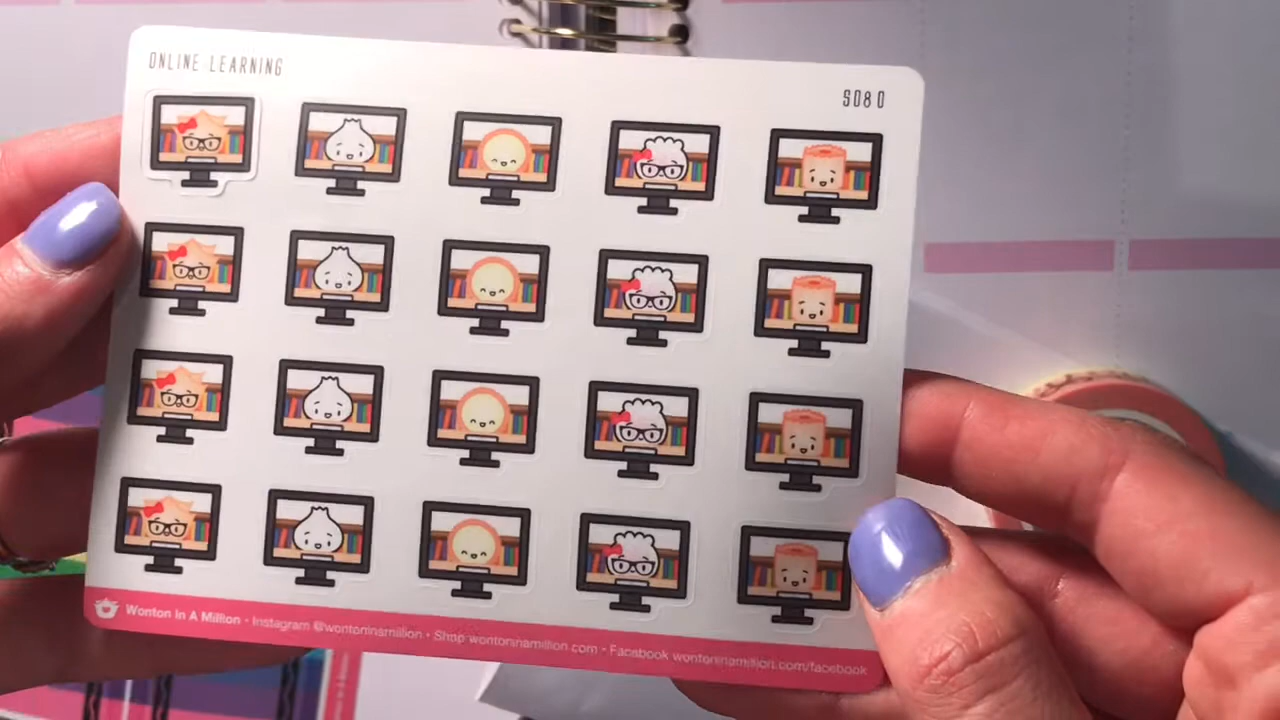 ONLINE LEARNING
S080
Wonton In A Million • Instagram @wontoninamillion • Shop wontoninamillion.com • Facebook wontoninamillion.com/facebook